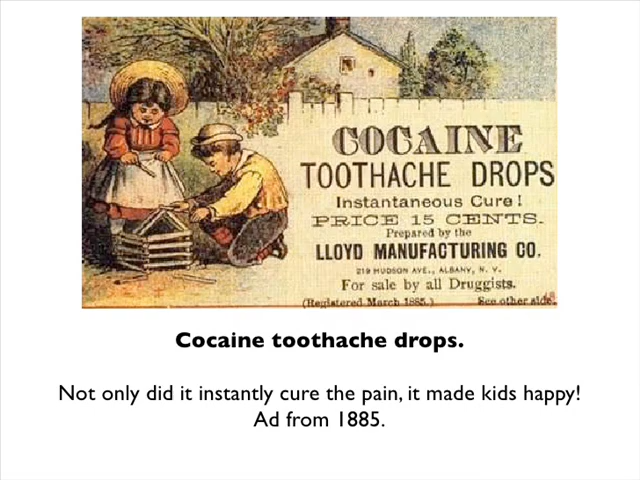 COCAINE
TOOTHACHE DROPS
Instantaneous Cure!
PRICE 15 CENTS.
Prepared by the
LLOYD MANUFACTURING CO.
219 HUDSON AVE., ALBANY, N. Y.
For sale by all Druggists.
(Registered March 1885.) See other side.
Cocaine toothache drops.
Not only did it instantly cure the pain, it made kids happy!
Ad from 1885.